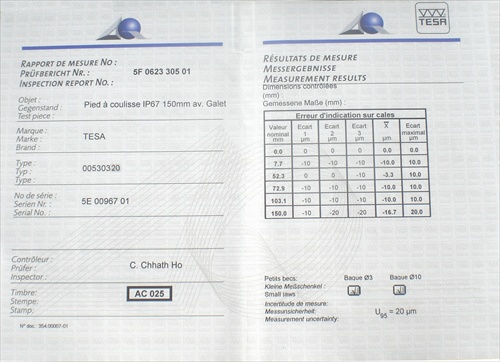 RAPPORT DE MESURE No :
PRÜFBERICHT Nr. : 5F 0623 305 01
INSPECTION REPORT No. :
Objet :
Gegenstand : Pied à coulisse IP67 150mm av. Galet
Test piece :
Marque :
Marke : TESA
Brand :
Type :
Typ : 00530320
Type :
No de série :
Serien Nr. : 5E 00967 01
Serial No. :
Contrôleur :
Prüfer : C. Chhath Ho
Inspector :
Timbre:
Stempe: AC 025
Stamp:
N° doc. 354:00007-01
TESA
RÉSULTATS DE MESURE
MESSERGEBNISSE
MEASUREMENT RESULTS
Dimensions contrôlées
(mm) :
Gemessene Maße (mm) :
Erreur d'indication sur cales
Valeur nominal mm Ecart 1 µm Ecart 2 µm Ecart 3 µm X µm Ecart maximal µm
0.0 0 0 0 0.0 0.0
7.7 -10 -10 -10 -10.0 10.0
52.3 0 0 -10 -3.3 10.0
72.9 -10 -10 -10 -10.0 10.0
103.1 -10 -10 -10 -10.0 10.0
150.0 -10 -20 -20 -16.7 20.0
Petits becs: Bague Ø3 Bague Ø10
Kleine Meßschenkel :
Small jaws :
Incertitude de mesure:
Messunsicherheit: U95 = 20 µm
Measurement uncertainty: